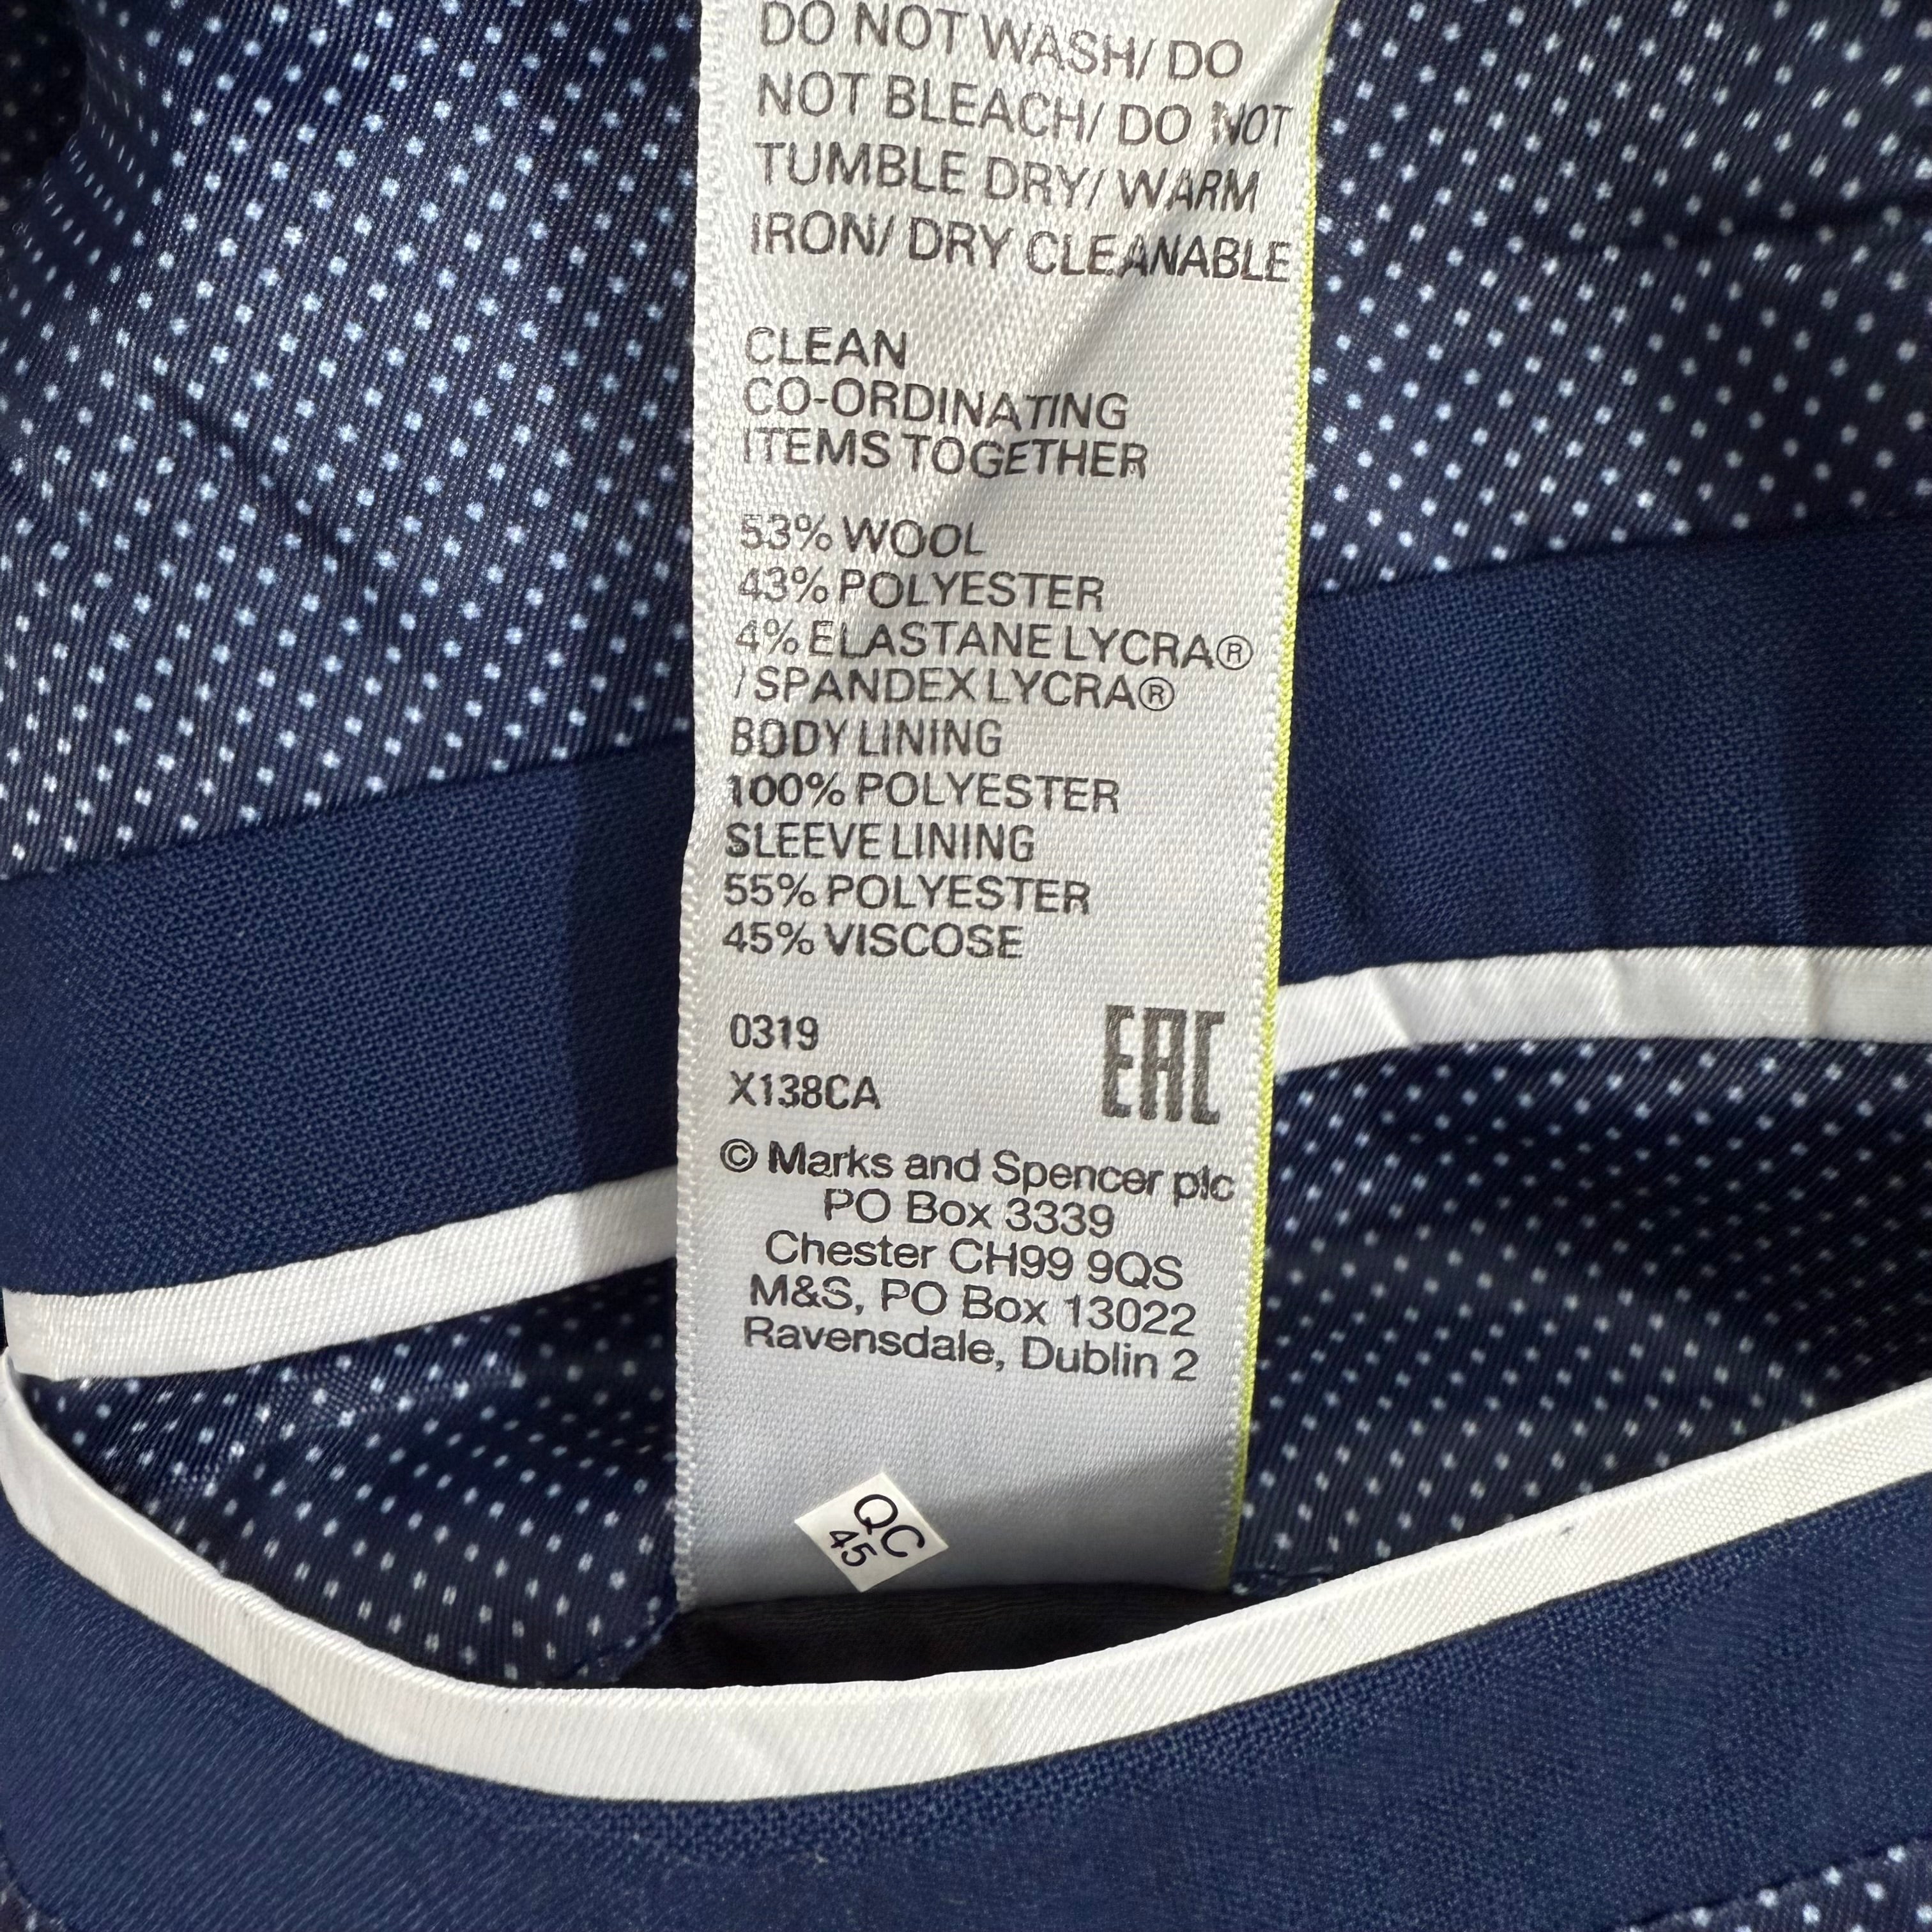 DO NOT WASH/ DO
NOT BLEACH/ DO NOT
TUMBLE DRY/ WARM
IRON/ DRY CLEANABLE
CLEAN
CO-ORDINATING
ITEMS TOGETHER
53% WOOL
43% POLYESTER
4% ELASTANE LYCRA®
/ SPANDEX LYCRA®
BODY LINING
100% POLYESTER
SLEEVE LINING
55% POLYESTER
45% VISCOSE
0319
X138CA
EAC
© Marks and Spencer plc
PO Box 3339
Chester CH99 9QS
M&S, PO Box 13022
Ravensdale, Dublin 2
QC
45